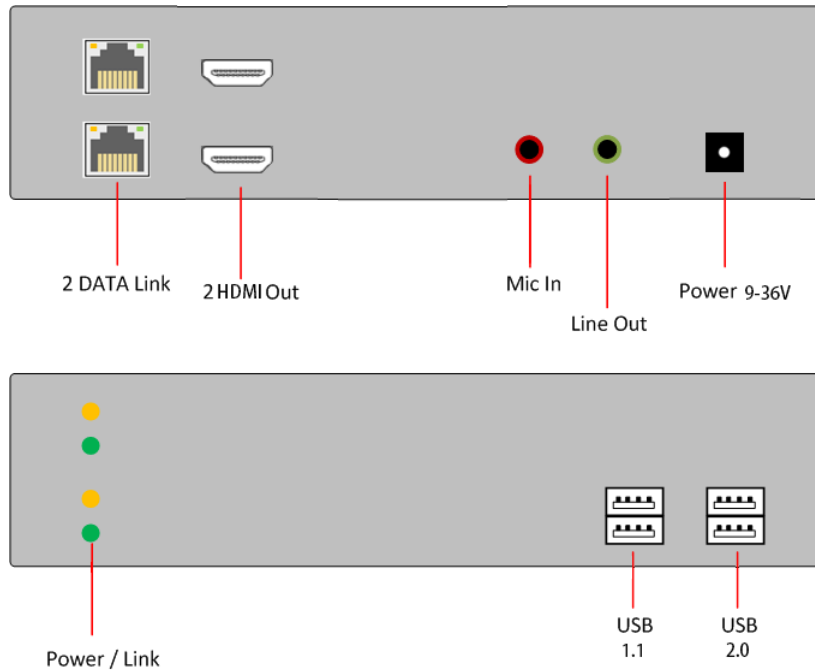 2 DATA Link
2 HDMI Out
Mic In
Line Out
Power 9-36V
Power / Link
USB
1.1
USB
2.0